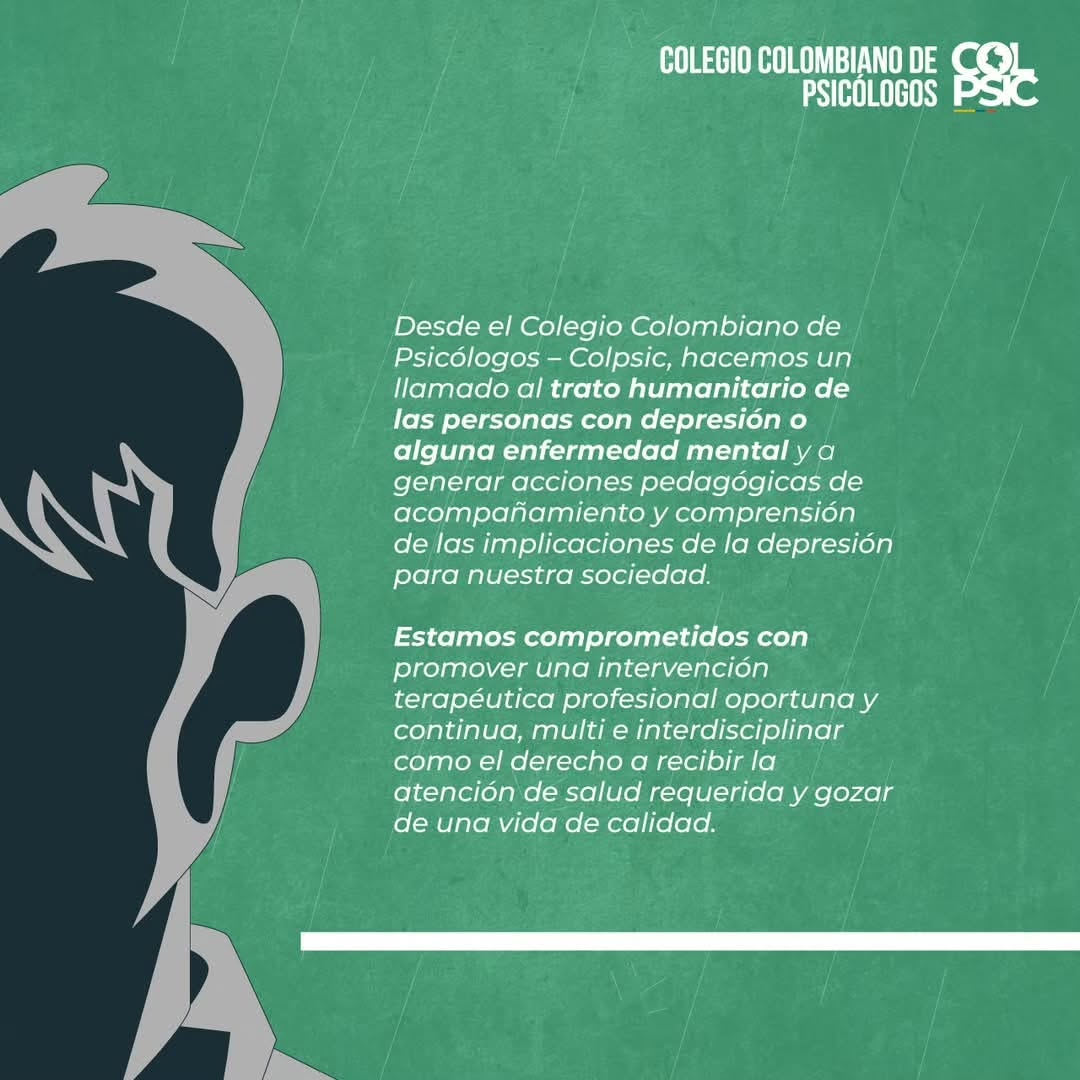 COLEGIO COLOMBIANO DE
PSICÓLOGOS
COL
PSIC
Desde el Colegio Colombiano de
Psicólogos – Colpsic, hacemos un
llamado al trato humanitario de
las personas con depresión o
alguna enfermedad mental y a
generar acciones pedagógicas de
acompañamiento y comprensión
de las implicaciones de la depresión
para nuestra sociedad.
Estamos comprometidos con
promover una intervención
terapéutica profesional oportuna y
continua, multi e interdisciplinar
como el derecho a recibir la
atención de salud requerida y gozar
de una vida de calidad.